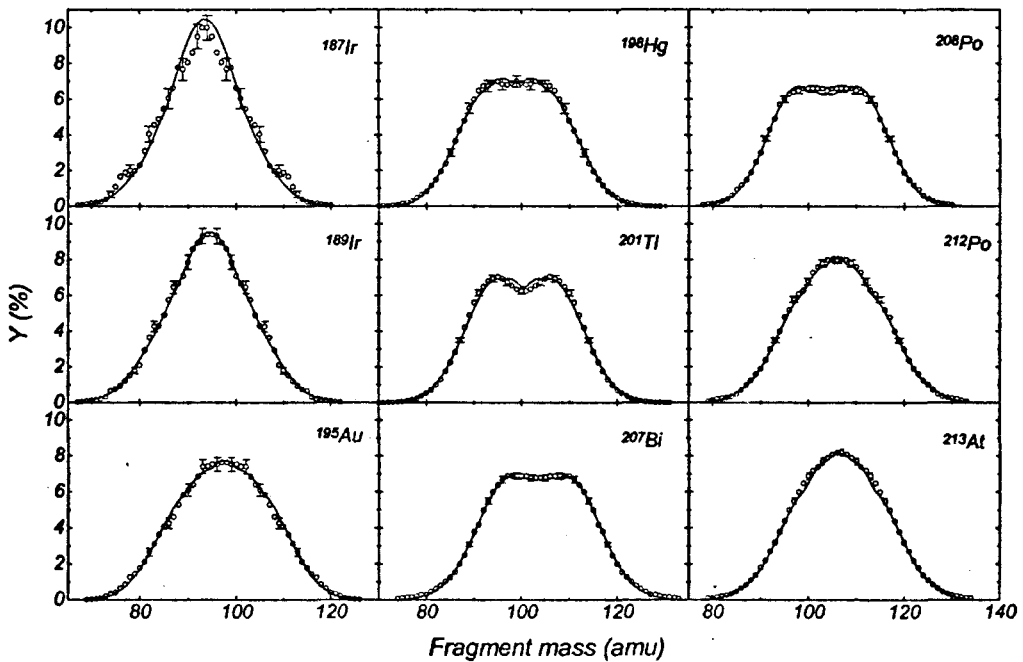 10
8
6
4
2
0
¹⁸⁷Ir
¹⁹⁸Hg
²⁰⁸Po
10
8
6
4
2
0
¹⁸⁹Ir
²⁰¹Tl
²¹²Po
10
8
6
4
2
0
¹⁹⁵Au
²⁰⁷Bi
²¹³At
Y (%)
80 100 80 100 120 80 100 120 140
Fragment mass (amu)